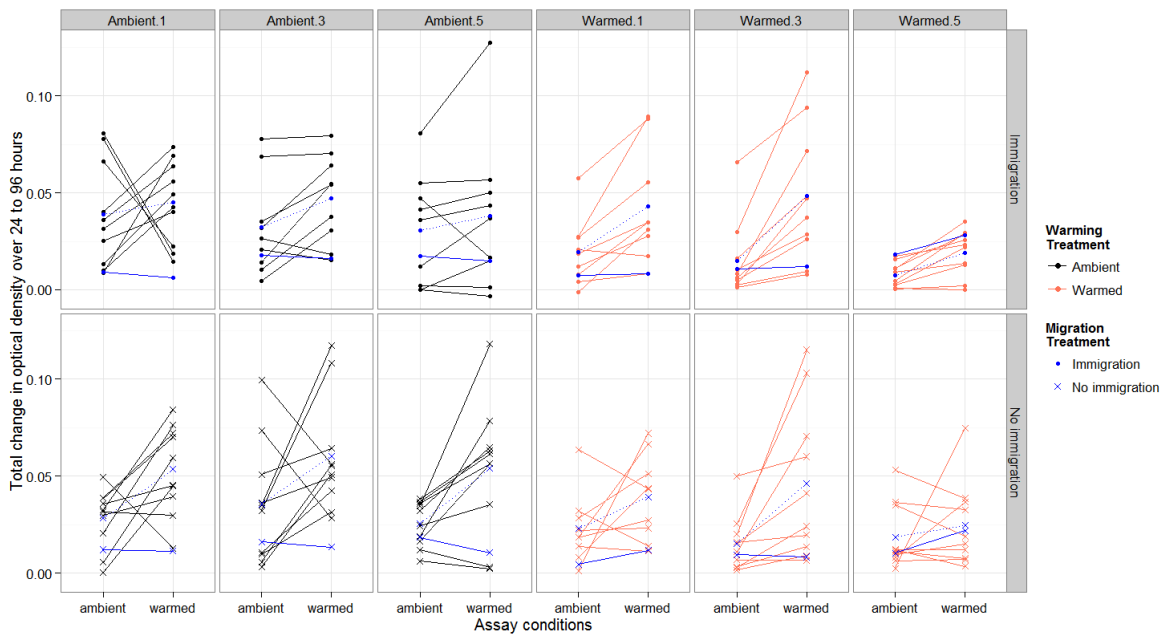 Ambient.1 Ambient.3 Ambient.5 Warmed.1 Warmed.3 Warmed.5
Total change in optical density over 24 to 96 hours
0.10
0.05
0.00
Immigration
0.10
0.05
0.00
No immigration
ambient warmed ambient warmed ambient warmed ambient warmed ambient warmed ambient warmed
Assay conditions
Warming
Treatment
Ambient
Warmed
Migration
Treatment
Immigration
No immigration